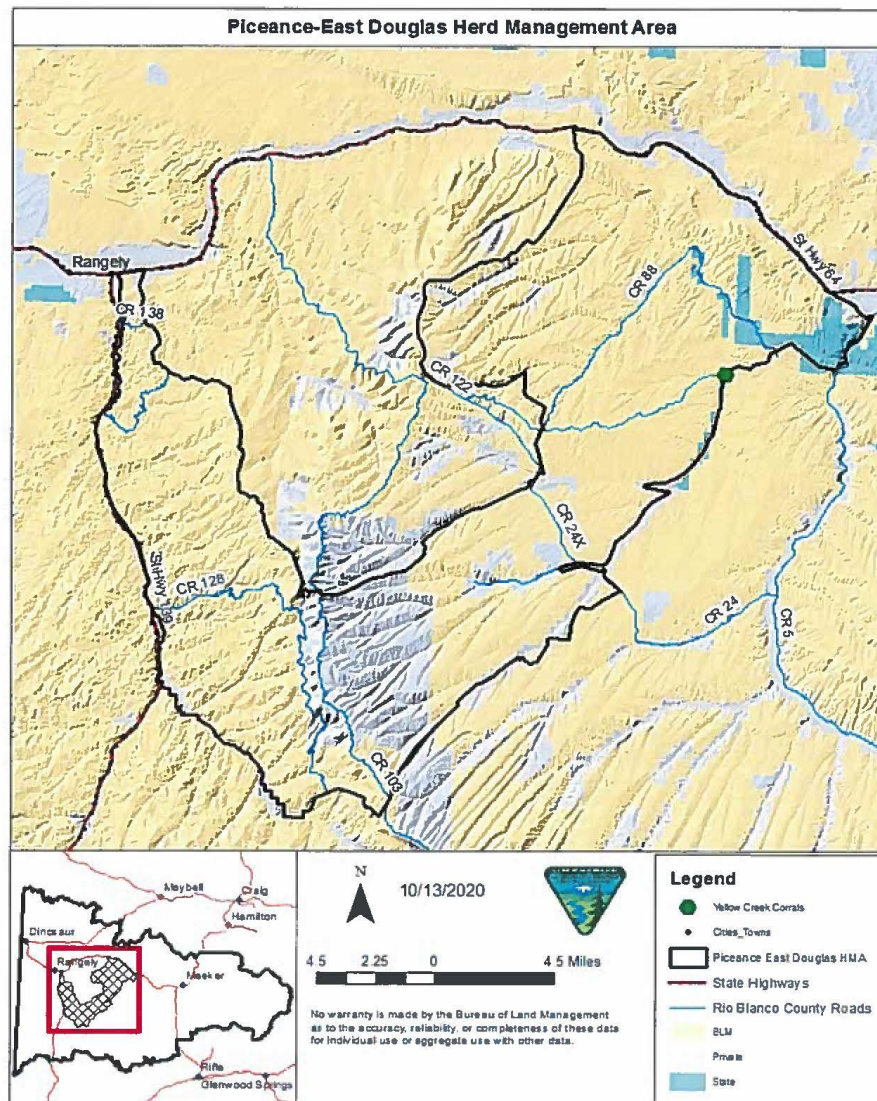 Piceance-East Douglas Herd Management Area
Rangely
CR 138
St Hwy 64
CR 88
CR 122
CR 24X
St Hwy 139
CR 128
CR 24
CR 5
CR 103
Maybell
Craig
Hamilton
Dinosaur
Rangely
Meeker
Rifle
Glenwood Springs
N
10/13/2020
4.5 2.25 0 4.5 Miles
No warranty is made by the Bureau of Land Management
as to the accuracy, reliability, or completeness of these data
for individual use or aggregate use with other data.
Legend
Yellow Creek Corrals
Cities_Towns
Piceance East Douglas HMA
State Highways
Rio Blanco County Roads
BLM
Private
State